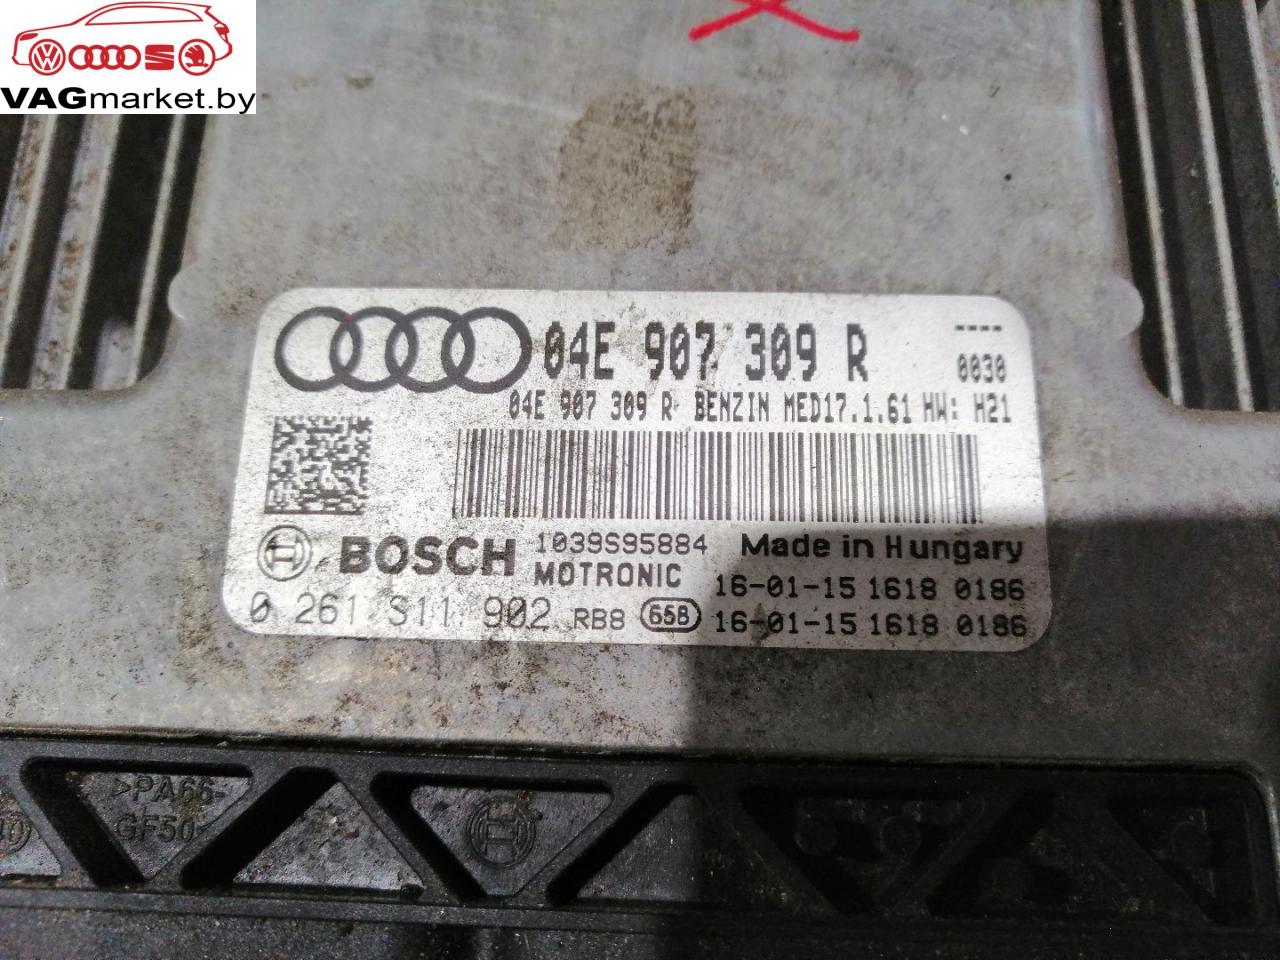 VAGmarket.by
04E 907 309 R ----
0030
04E 907 309 R BENZIN MED17.1.61 HW: H21
BOSCH 1039S95884 Made in Hungary
MOTRONIC 16-01-15 1618 0186
0 261 S11 902 RB8 65B 16-01-15 1618 0186
>PA66-
GF50<